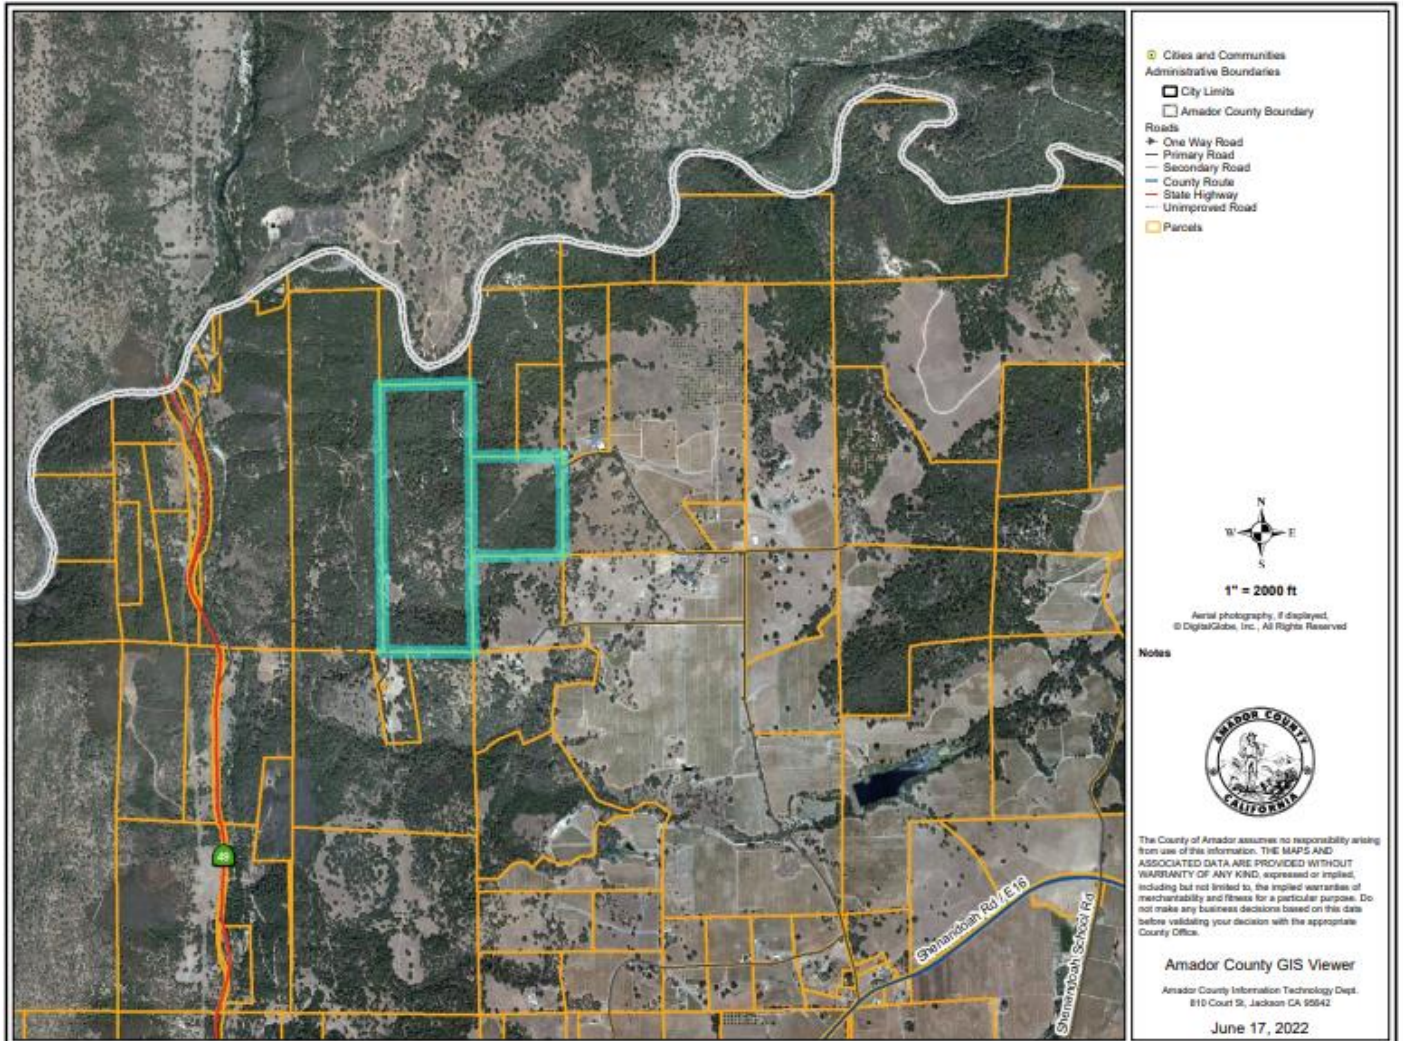 Cities and Communities
Administrative Boundaries
City Limits
Amador County Boundary
Roads
One Way Road
Primary Road
Secondary Road
County Route
State Highway
Unimproved Road
Parcels
N
W E
S
1" = 2000 ft
Aerial photography, if displayed,
© DigitalGlobe, Inc., All Rights Reserved
Notes
AMADOR COUNTY
CALIFORNIA
The County of Amador assumes no responsibility arising
from use of this information. THE MAPS AND
ASSOCIATED DATA ARE PROVIDED WITHOUT
WARRANTY OF ANY KIND, expressed or implied,
including but not limited to, the implied warranties of
merchantability and fitness for a particular purpose. Do
not make any business decisions based on this data
before validating your decision with the appropriate
County Office.
Amador County GIS Viewer
Amador County Information Technology Dept.
810 Court St, Jackson CA 95642
June 17, 2022
49
Shenandoah Rd / E16
Shenandoah School Rd